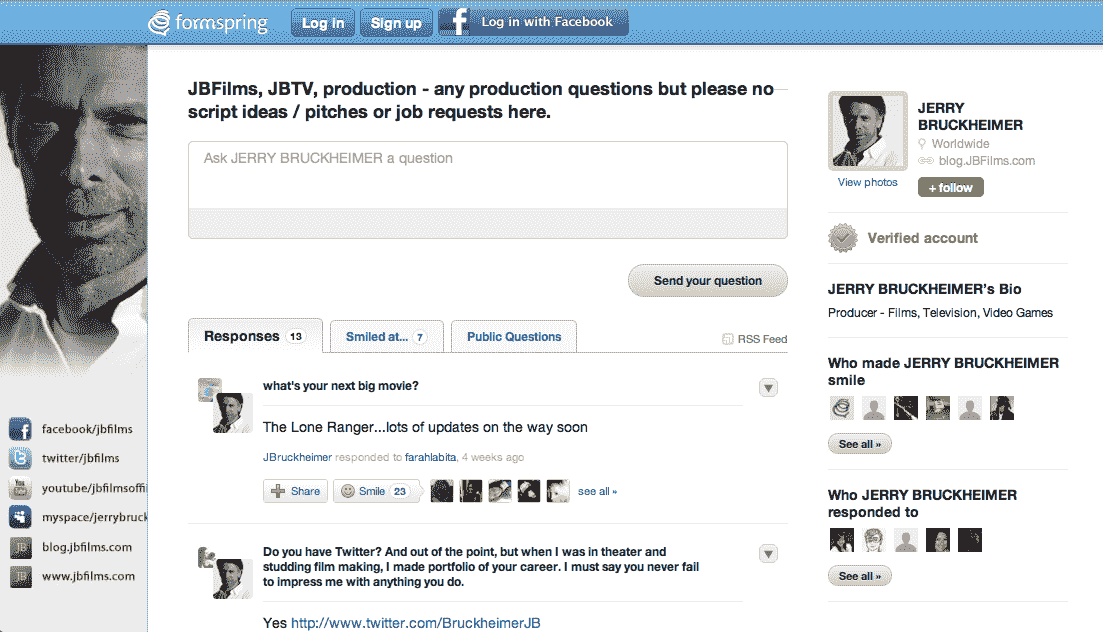 formspring
Log In
Sign up
Log in with Facebook
JBFilms, JBTV, production - any production questions but please no
script ideas / pitches or job requests here.
Ask JERRY BRUCKHEIMER a question
Send your question
Responses 13
Smiled at... 7
Public Questions
RSS Feed
what's your next big movie?
The Lone Ranger...lots of updates on the way soon
JBruckheimer responded to farahlabita, 4 weeks ago
Share
Smile 23
see all »
Do you have Twitter? And out of the point, but when I was in theater and
studding film making, I made portfolio of your career. I must say you never fail
to impress me with anything you do.
Yes http://www.twitter.com/BruckheimerJB
facebook/jbfilms
twitter/jbfilms
youtube/jbfilmsoffi
myspace/jerrybruck
JB blog.jbfilms.com
JB www.jbfilms.com
JERRY
BRUCKHEIMER
Worldwide
blog.JBFilms.com
View photos
+ follow
Verified account
JERRY BRUCKHEIMER's Bio
Producer - Films, Television, Video Games
Who made JERRY BRUCKHEIMER
smile
See all »
Who JERRY BRUCKHEIMER
responded to
See all »